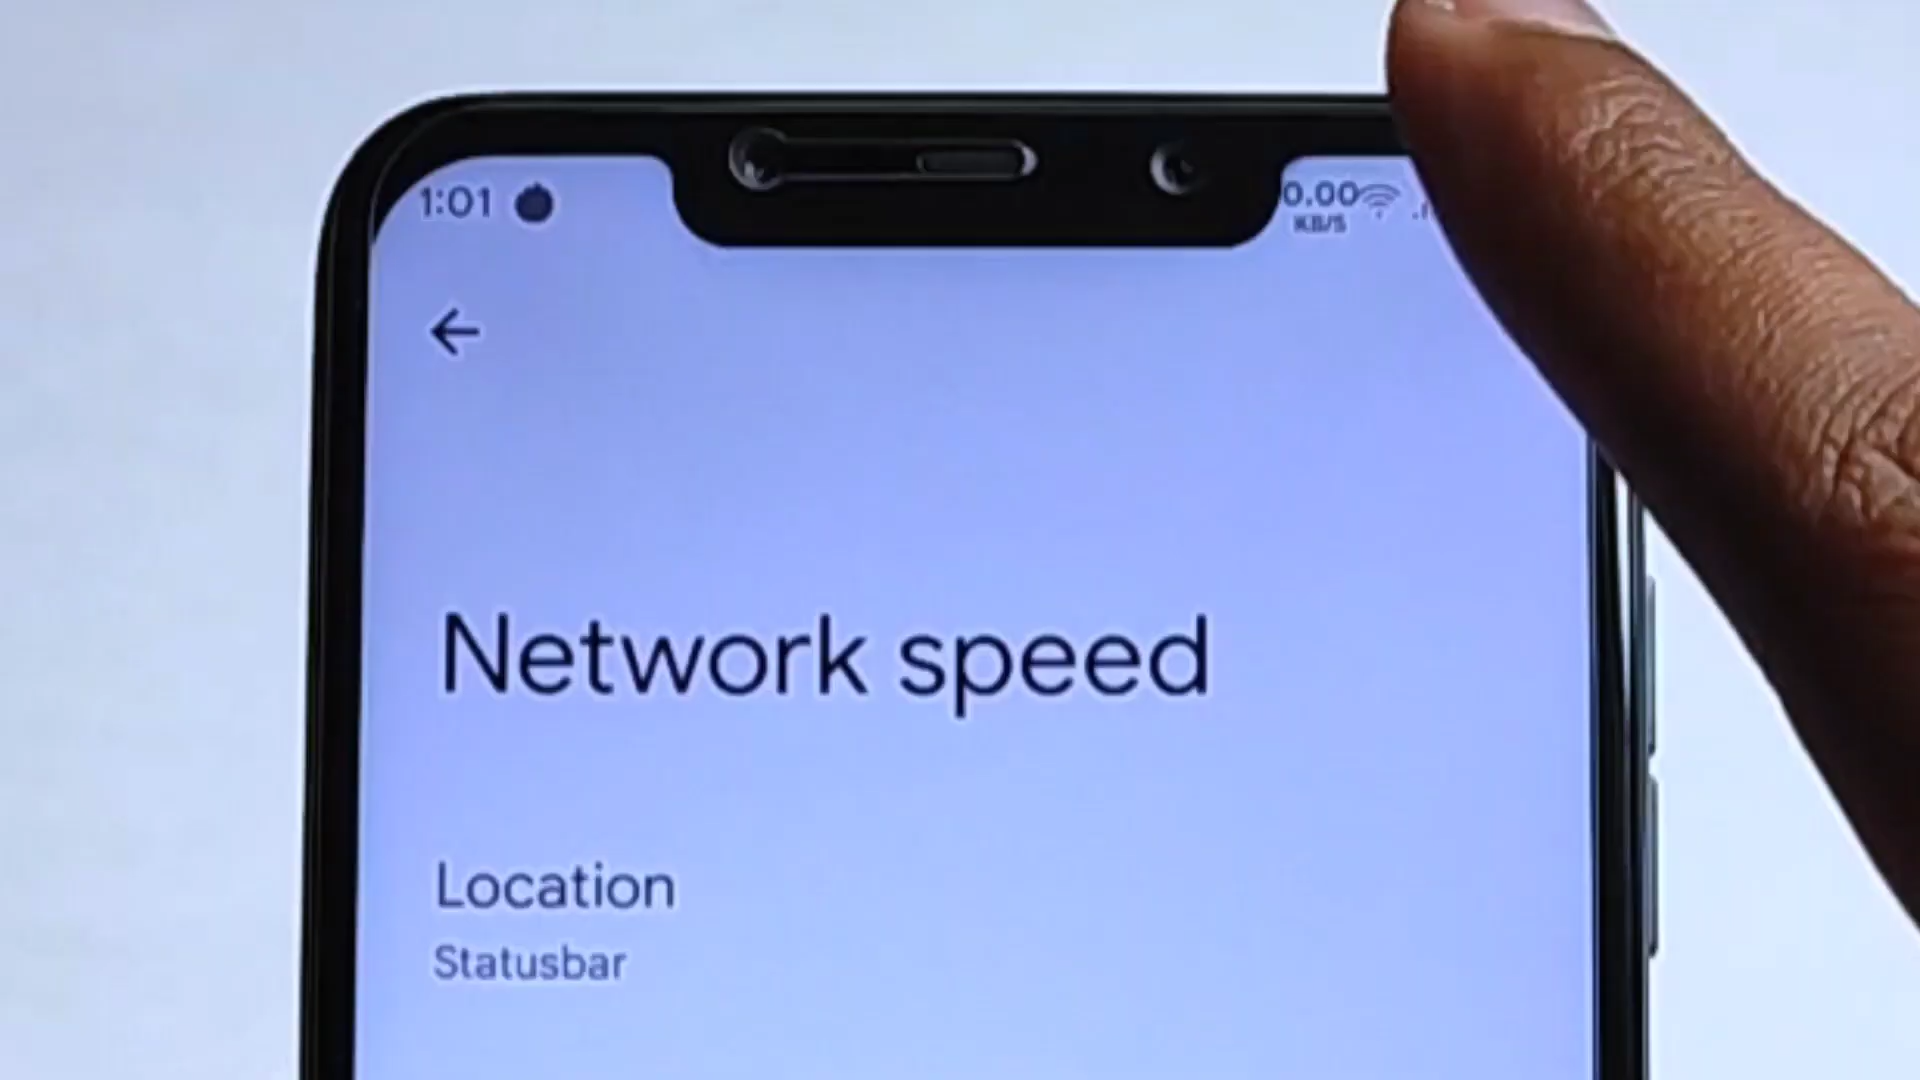 1:01
0.00
KB/S
Network speed
Location
Statusbar